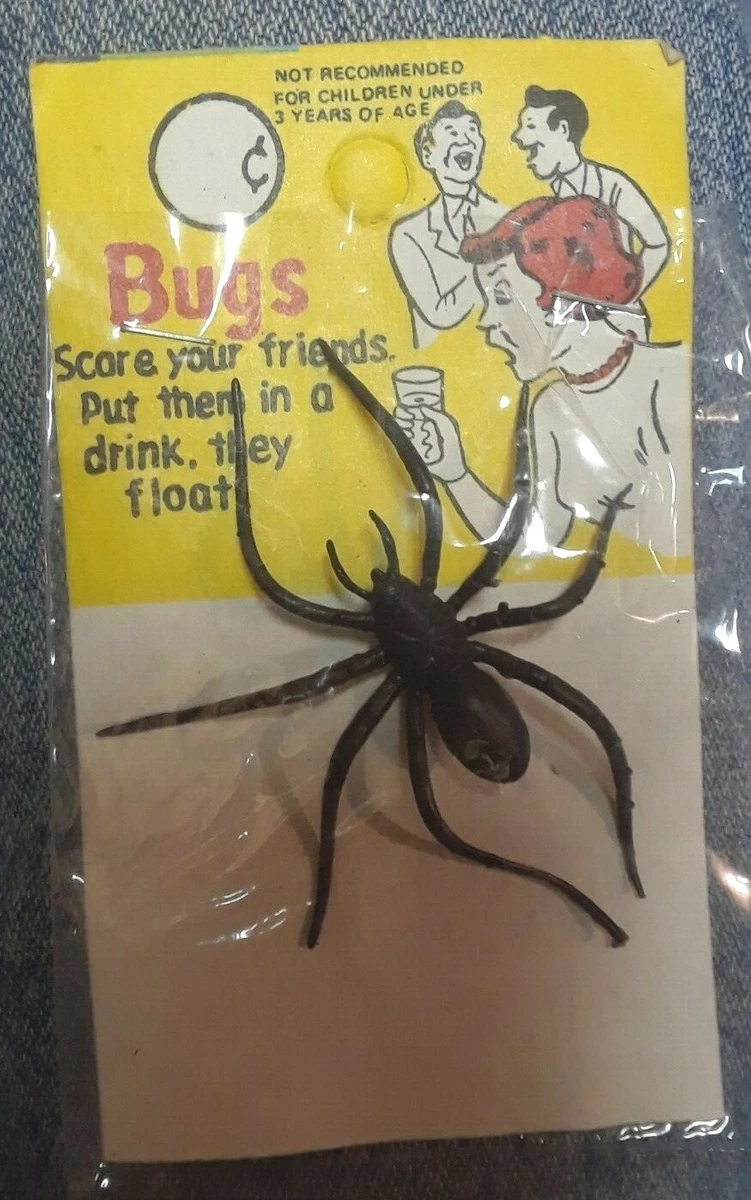 NOT RECOMMENDED
FOR CHILDREN UNDER
3 YEARS OF AGE
¢
Bugs
Scare your friends.
Put them in a
drink, they
float